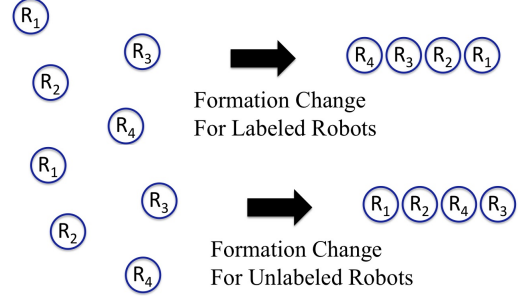 R1
R3
R4 R3 R2 R1
R2
Formation Change
For Labeled Robots
R4
R1
R3
R1 R2 R4 R3
R2
Formation Change
For Unlabeled Robots
R4